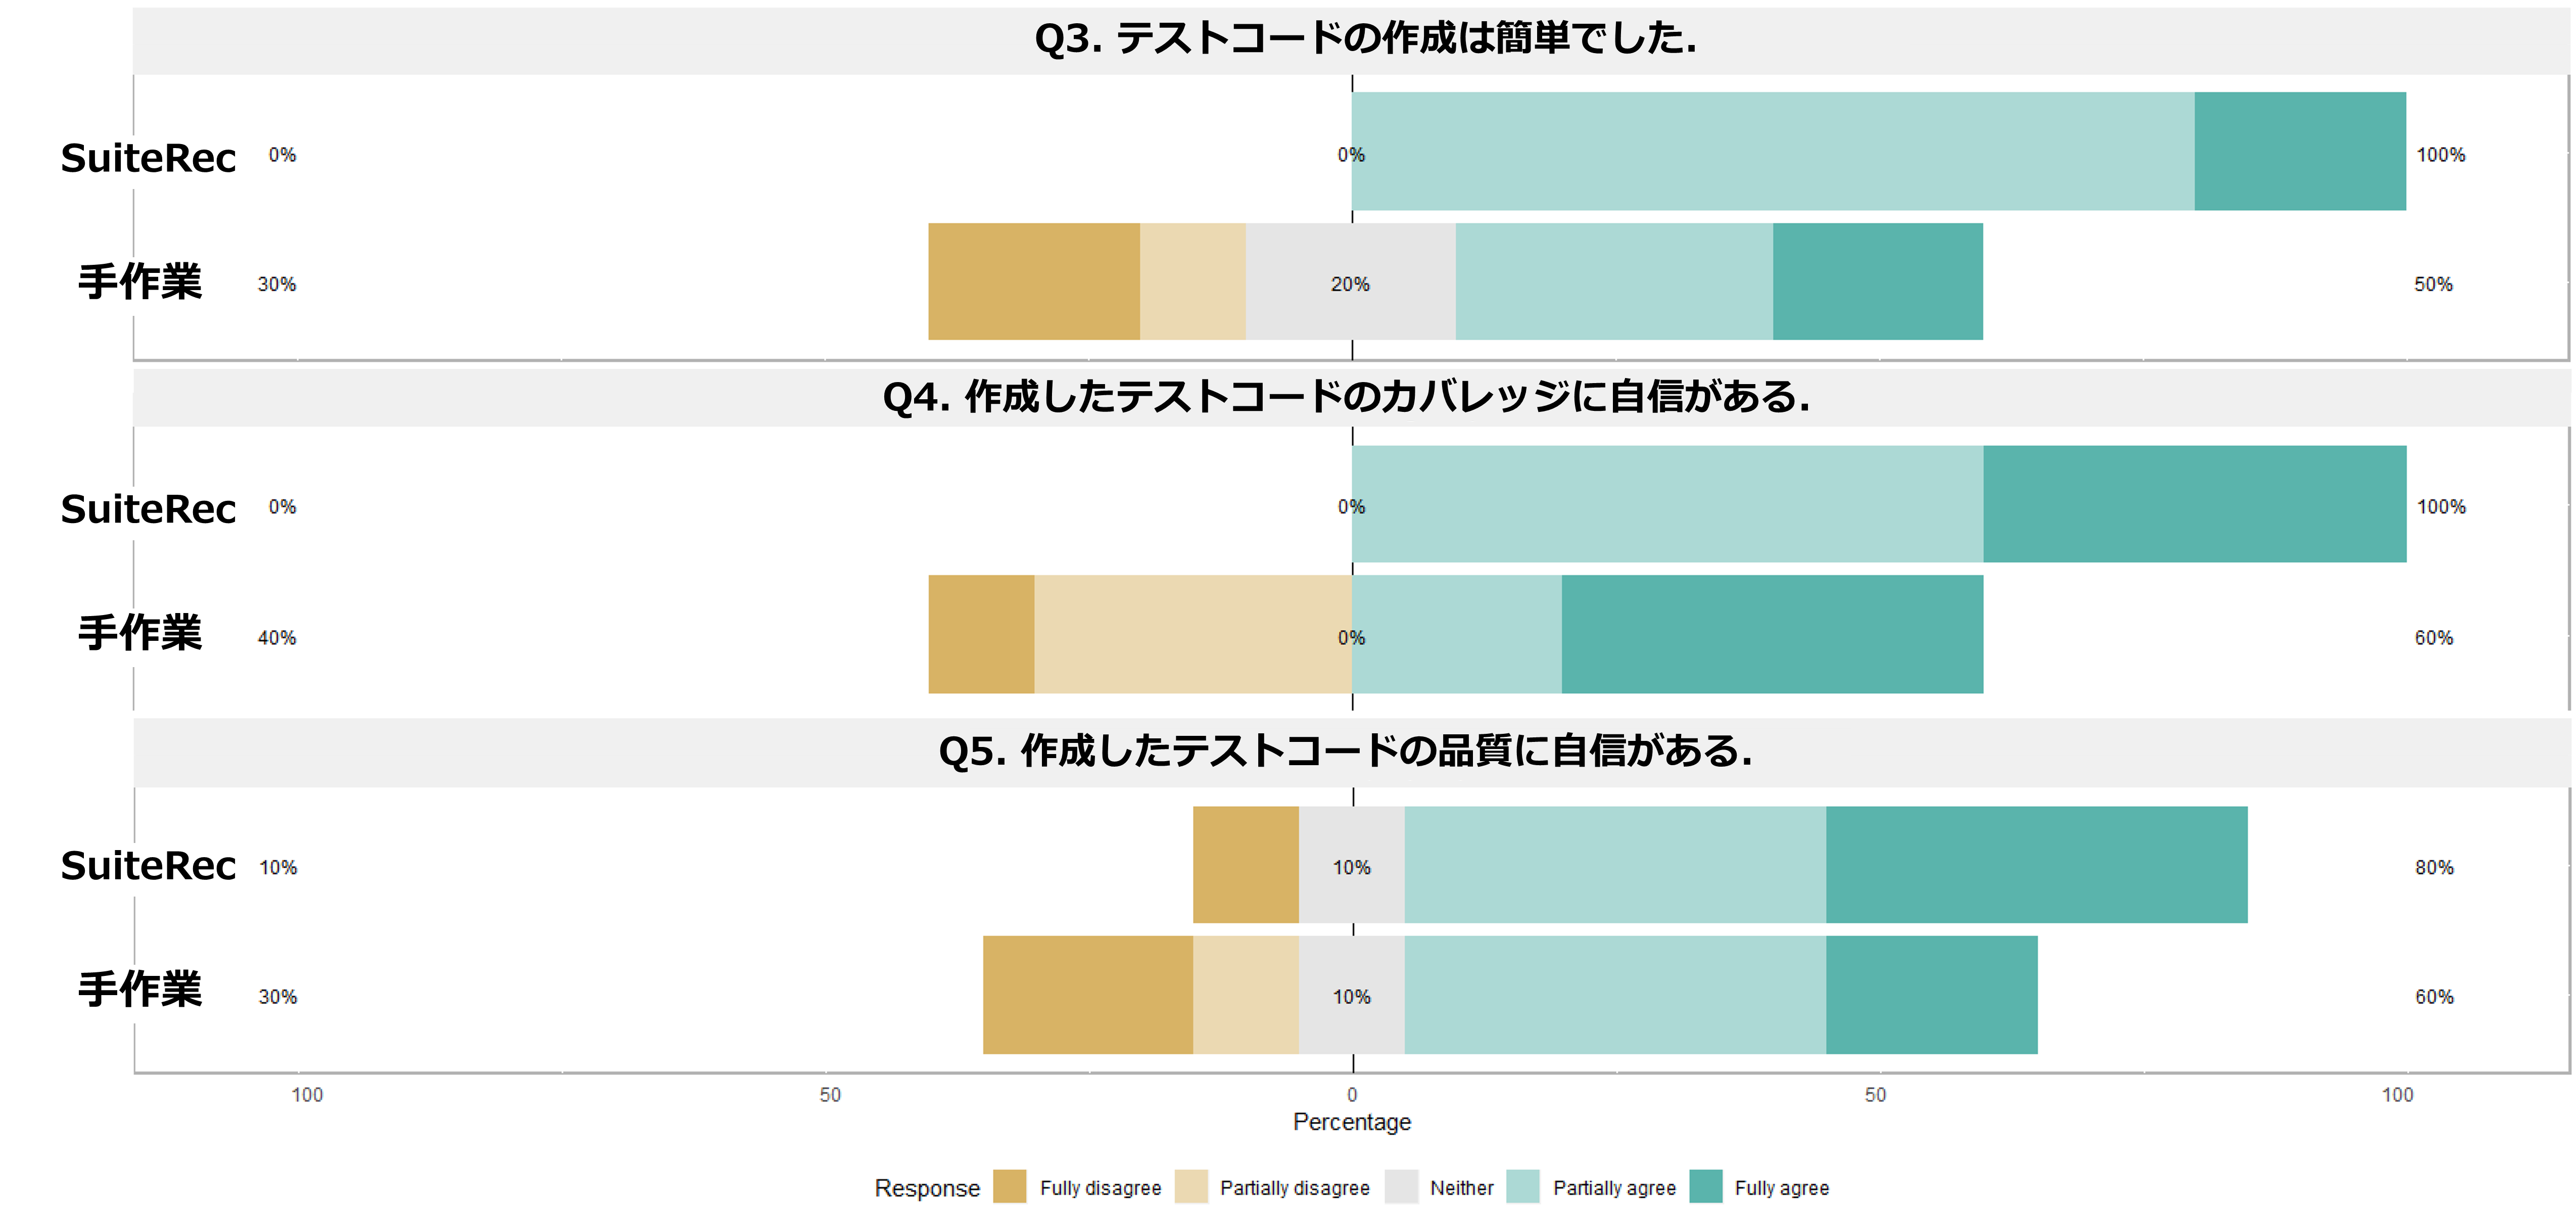 Q3. テストコードの作成は簡単でした.
SuiteRec 0% 0% 100%
手作業 30% 20% 50%
Q4. 作成したテストコードのカバレッジに自信がある.
SuiteRec 0% 0% 100%
手作業 40% 0% 60%
Q5. 作成したテストコードの品質に自信がある.
SuiteRec 10% 10% 80%
手作業 30% 10% 60%
100 50 0 50 100
Percentage
Response Fully disagree Partially disagree Neither Partially agree Fully agree